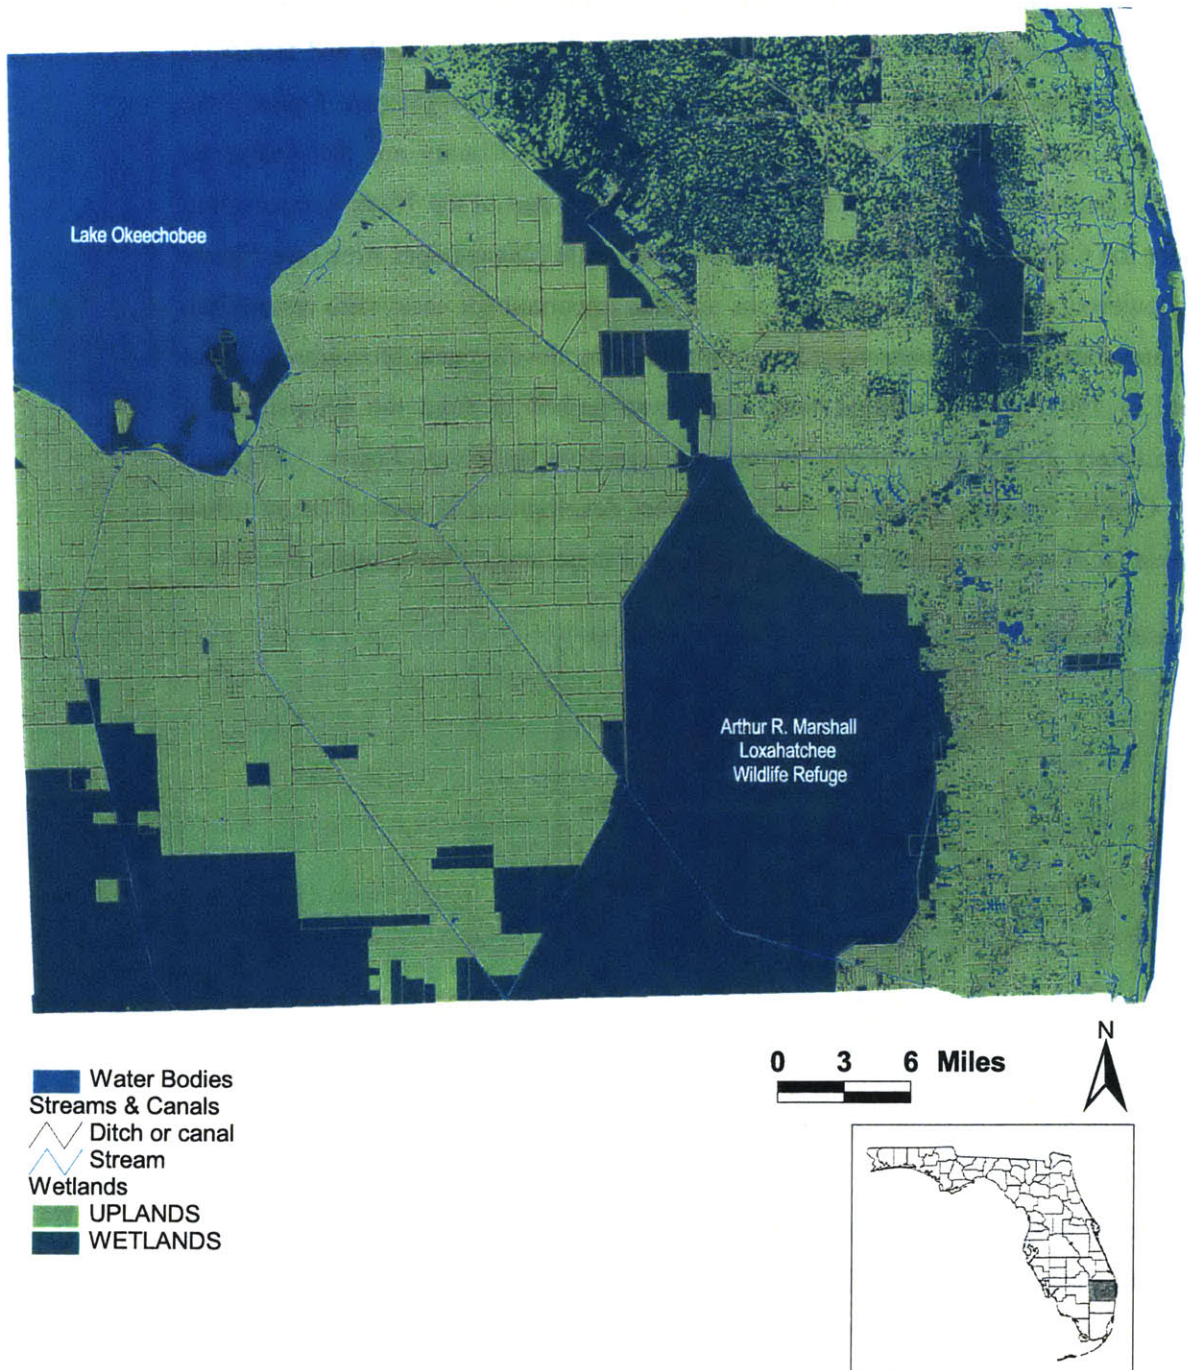 Lake Okeechobee
Arthur R. Marshall
Loxahatchee
Wildlife Refuge
Water Bodies
Streams & Canals
Ditch or canal
Stream
Wetlands
UPLANDS
WETLANDS
0 3 6 Miles
N